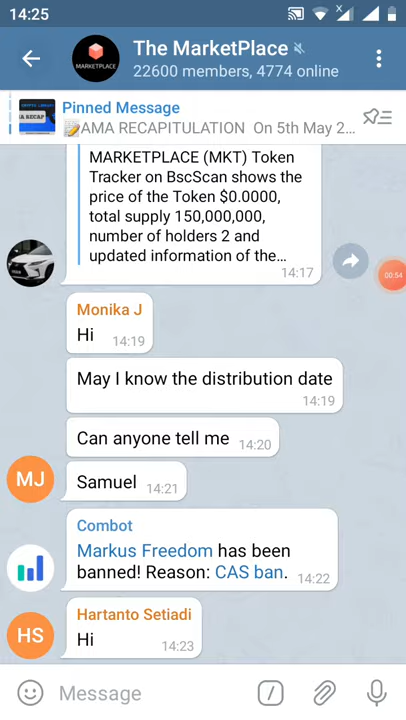 14:25
The MarketPlace
22600 members, 4774 online
MARKETPLACE
Pinned Message
📝AMA RECAPITULATION On 5th May 2...
MARKETPLACE (MKT) Token
Tracker on BscScan shows the
price of the Token $0.0000,
total supply 150,000,000,
number of holders 2 and
updated information of the...
14:17
00:54
Monika J
Hi 14:19
May I know the distribution date
14:19
Can anyone tell me 14:20
MJ
Samuel 14:21
Combot
Markus Freedom has been
banned! Reason: CAS ban. 14:22
Hartanto Setiadi
HS
Hi 14:23
Message